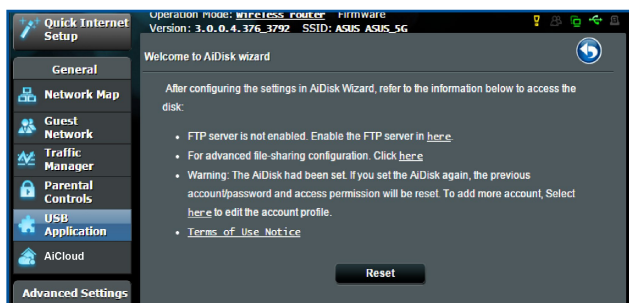 Quick Internet
Setup
Operation Mode: Wireless router Firmware
Version: 3.0.0.4.376_3792 SSID: ASUS ASUS_5G
General
Network Map
Guest
Network
Traffic
Manager
Parental
Controls
USB
Application
AiCloud
Advanced Settings
Welcome to AiDisk wizard
After configuring the settings in AiDisk Wizard, refer to the information below to access the
disk:
• FTP server is not enabled. Enable the FTP server in here.
• For advanced file-sharing configuration. Click here
• Warning: The AiDisk had been set. If you set the AiDisk again, the previous
account/password and access permission will be reset. To add more account, Select
here to edit the account profile.
• Terms of Use Notice
Reset